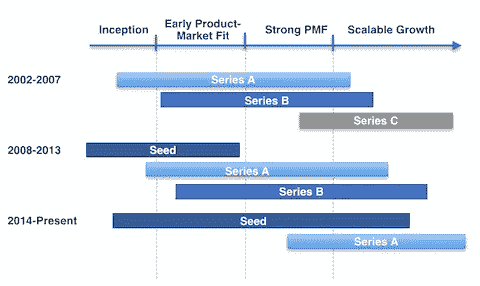 Inception
Early Product-
Market Fit
Strong PMF
Scalable Growth
2002-2007
Series A
Series B
Series C
2008-2013
Seed
Series A
Series B
2014-Present
Seed
Series A